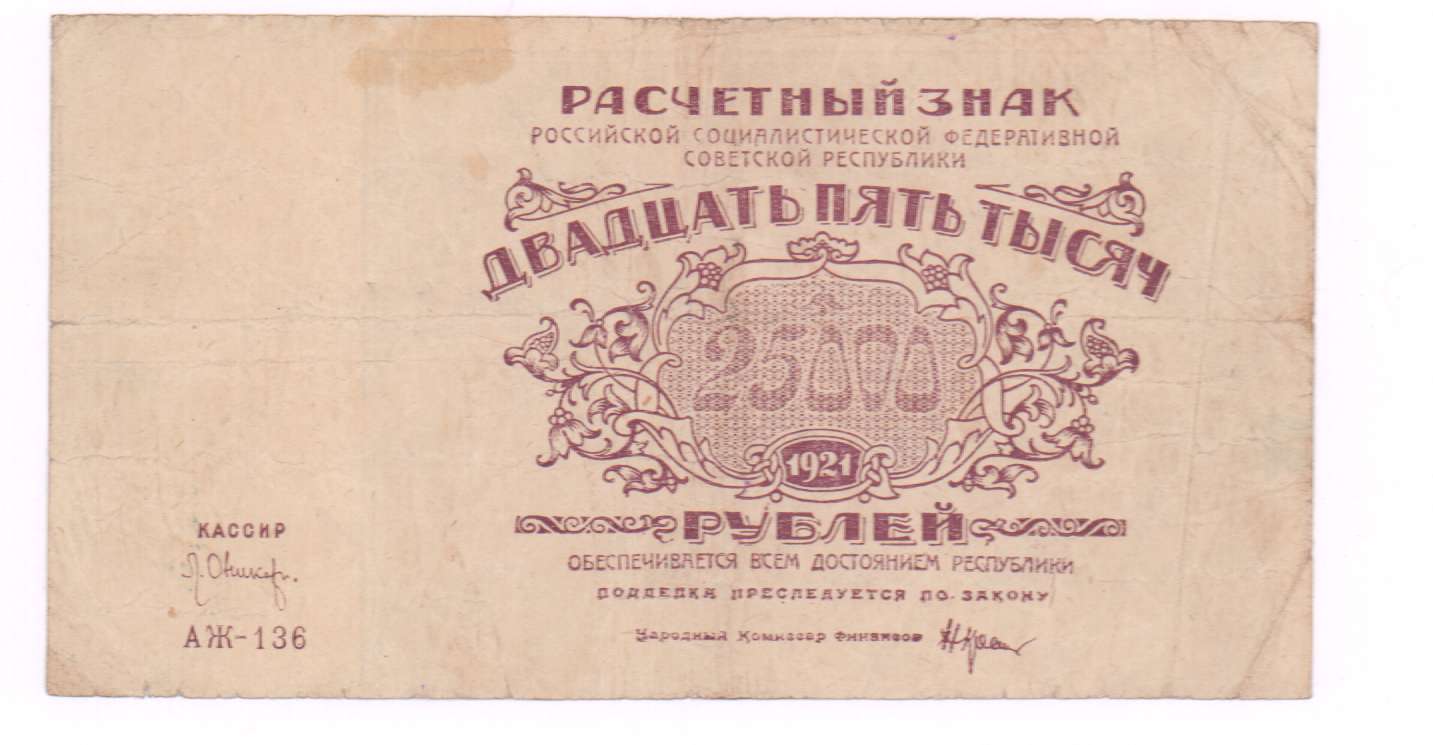 РАСЧЕТНЫЙ ЗНАК
РОССИЙСКОЙ СОЦИАЛИСТИЧЕСКОЙ ФЕДЕРАТИВНОЙ
СОВЕТСКОЙ РЕСПУБЛИКИ
ДВАДЦАТЬ ПЯТЬ ТЫСЯЧ
25000
1921
РУБЛЕЙ
ОБЕСПЕЧИВАЕТСЯ ВСЕМ ДОСТОЯНИЕМ РЕСПУБЛИКИ
ПОДДЕЛКА ПРЕСЛЕДУЕТСЯ ПО ЗАКОНУ
Народный Комиссар Финансов
КАССИР
АЖ-136